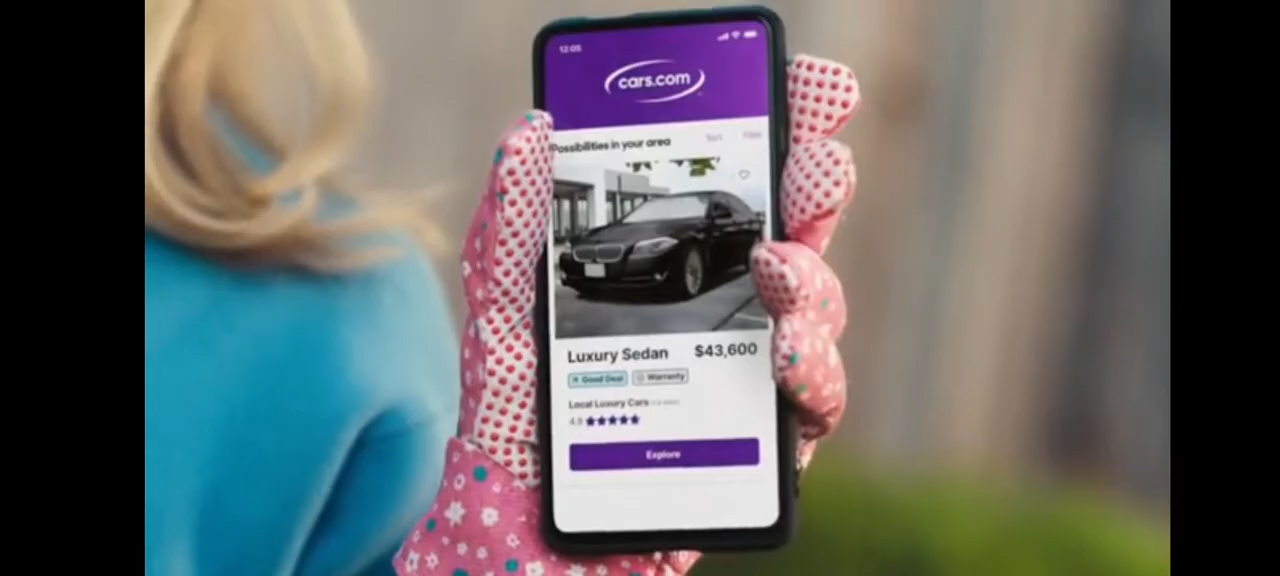 12:05
cars.com
Possibilities in your area
Sort
Filter
Luxury Sedan
$43,600
Good Deal
Warranty
Local Luxury Cars
4.9
Explore